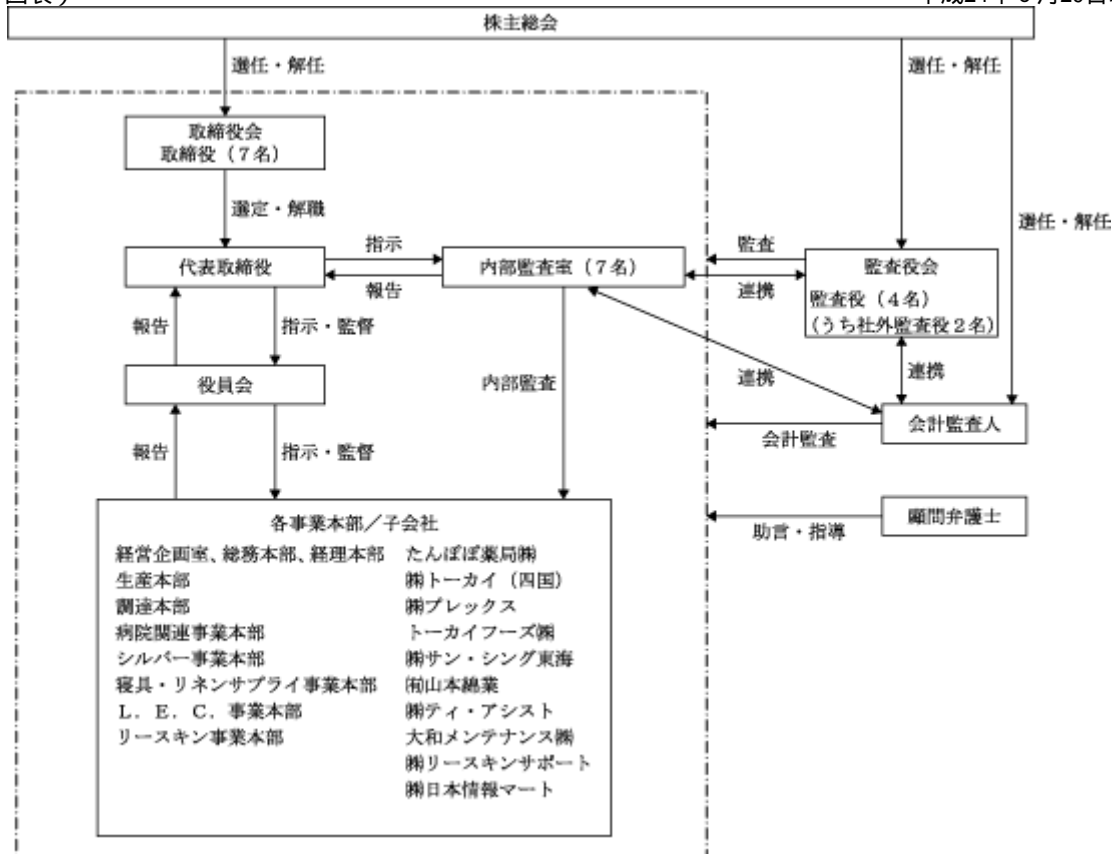 株主総会
選任・解任
選任・解任
取締役会
取締役(7名)
選任・解任
選定・解職
指示
監査
代表取締役
内部監査室(7名)
監査役会
報告
連携
監査役(4名)
(うち社外監査役2名)
報告
指示・監督
役員会
内部監査
連携
連携
会計監査人
会計監査
報告
指示・監督
各事業本部/子会社
顧問弁護士
助言・指導
経営企画室、総務本部、経理本部 たんぽぽ薬局㈱
生産本部 ㈱トーカイ(四国)
調達本部 ㈱プレックス
病院関連事業本部 トーカイフーズ㈱
シルバー事業本部 ㈱サン・シング東海
寝具・リネンサプライ事業本部 ㈲山本綿業
L.E.C.事業本部 ㈱ティ・アシスト
リースキン事業本部 大和メンテナンス㈱
㈱リースキンサポート
㈱日本情報マート